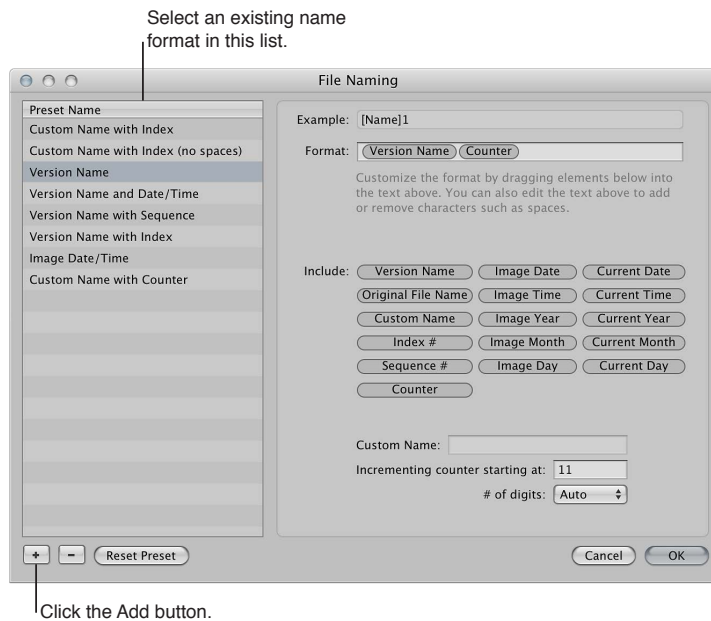 Select an existing name
format in this list.
File Naming
Preset Name
Custom Name with Index
Custom Name with Index (no spaces)
Version Name
Version Name and Date/Time
Version Name with Sequence
Version Name with Index
Image Date/Time
Custom Name with Counter
Example: [Name]1
Format: Version Name Counter
Customize the format by dragging elements below into
the text above. You can also edit the text above to add
or remove characters such as spaces.
Include: Version Name Image Date Current Date
Original File Name Image Time Current Time
Custom Name Image Year Current Year
Index # Image Month Current Month
Sequence # Image Day Current Day
Counter
Custom Name:
Incrementing counter starting at: 11
# of digits: Auto
+ - Reset Preset Cancel OK
Click the Add button.